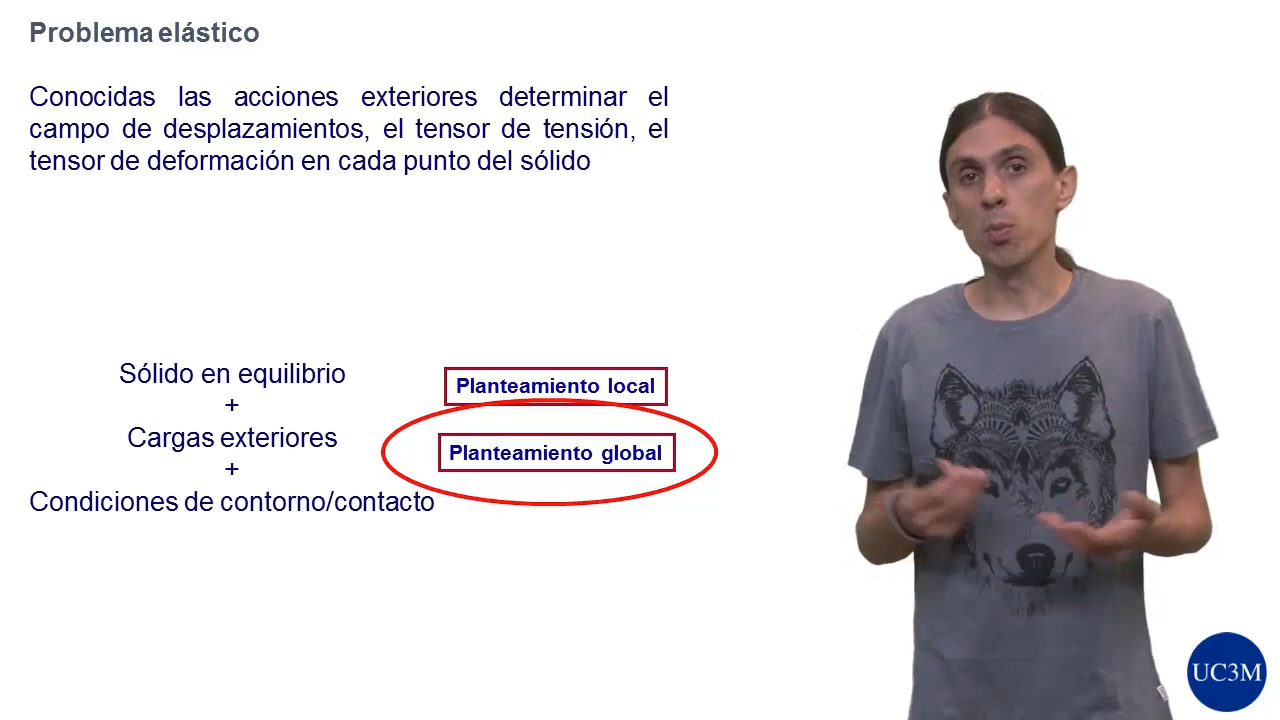 Problema elástico
Conocidas las acciones exteriores determinar el
campo de desplazamientos, el tensor de tensión, el
tensor de deformación en cada punto del sólido
Sólido en equilibrio
+
Cargas exteriores
+
Condiciones de contorno/contacto
Planteamiento local
Planteamiento global
UC3M